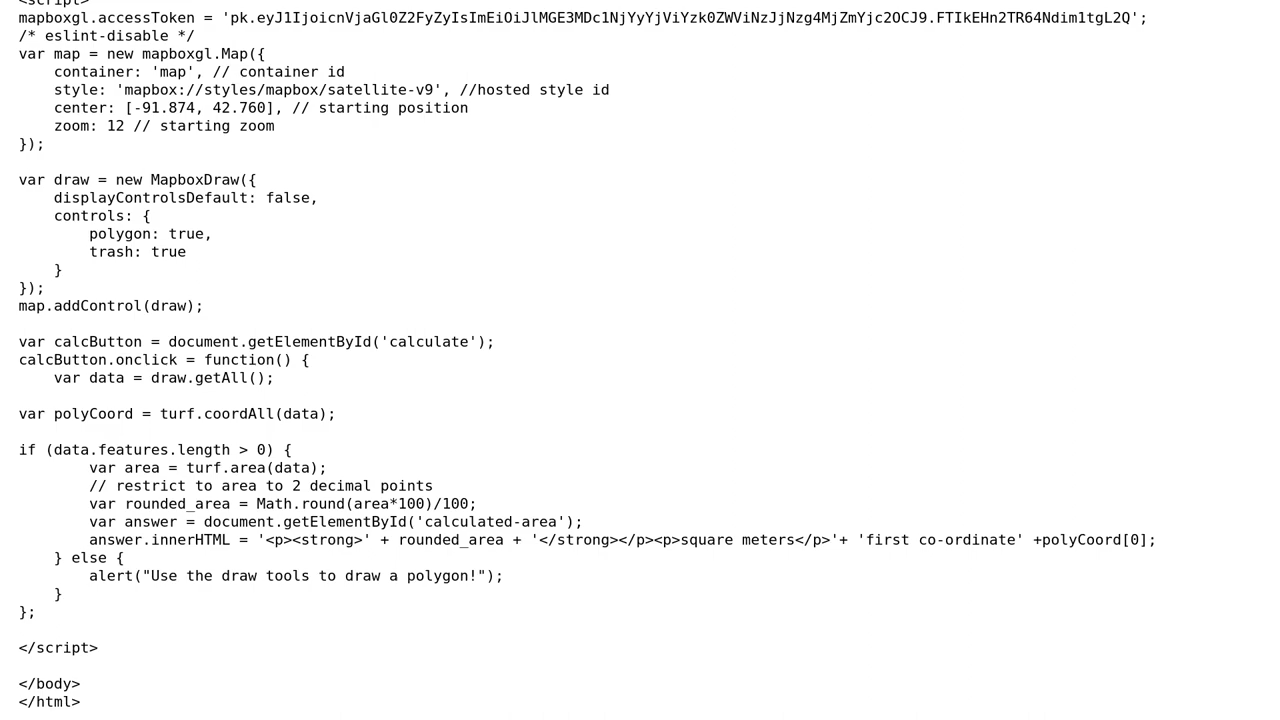 <script>
mapboxgl.accessToken = 'pk.eyJ1IjoicnVjaGl0Z2FyZyIsImEiOiJlMGE3MDc1NjYyYjViYzk0ZWViNzJjNzg4MjZmYjc2OCJ9.FTIkEHn2TR64Ndim1tgL2Q';
/* eslint-disable */
var map = new mapboxgl.Map({
    container: 'map', // container id
    style: 'mapbox://styles/mapbox/satellite-v9', //hosted style id
    center: [-91.874, 42.760], // starting position
    zoom: 12 // starting zoom
});

var draw = new MapboxDraw({
    displayControlsDefault: false,
    controls: {
        polygon: true,
        trash: true
    }
});
map.addControl(draw);

var calcButton = document.getElementById('calculate');
calcButton.onclick = function() {
    var data = draw.getAll();

var polyCoord = turf.coordAll(data);

if (data.features.length > 0) {
        var area = turf.area(data);
        // restrict to area to 2 decimal points
        var rounded_area = Math.round(area*100)/100;
        var answer = document.getElementById('calculated-area');
        answer.innerHTML = '<p><strong>' + rounded_area + '</strong></p><p>square meters</p>'+ 'first co-ordinate' +polyCoord[0];
    } else {
        alert("Use the draw tools to draw a polygon!");
    }
};

</script>

</body>
</html>